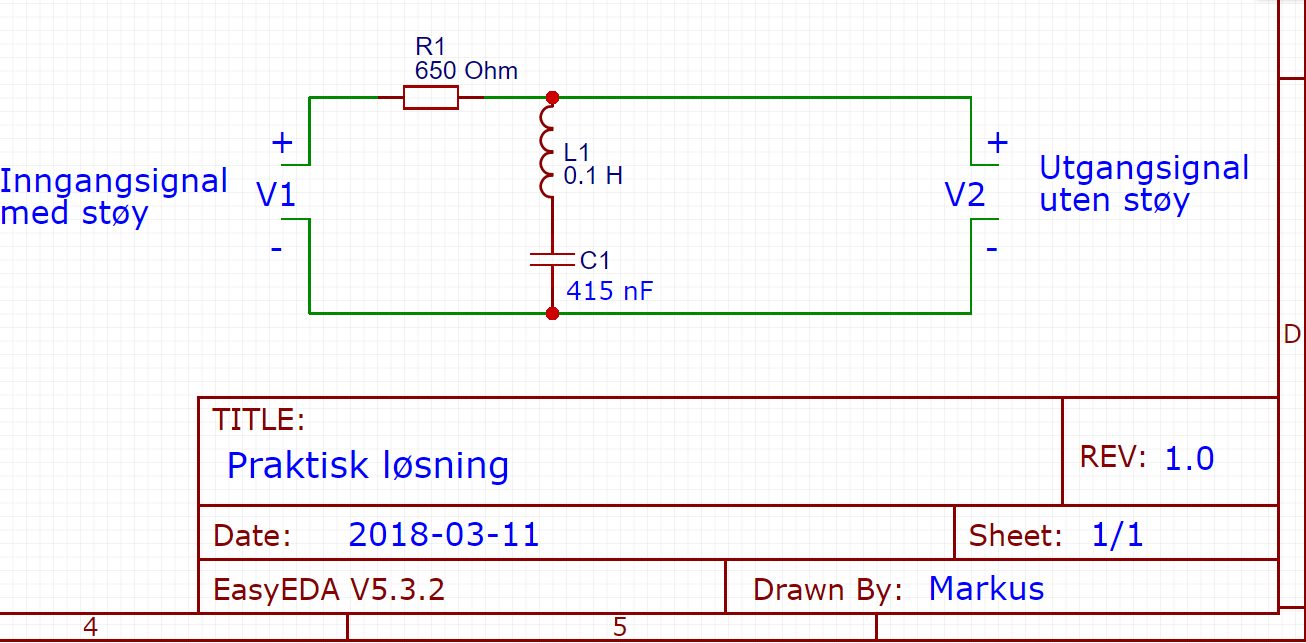 R1
650 Ohm
+
+
L1
0.1 H
Inngangsignal
med støy
V1
V2
Utgangsignal
uten støy
-
-
C1
415 nF
D
TITLE:
Praktisk løsning
REV: 1.0
Date: 2018-03-11
Sheet: 1/1
EasyEDA V5.3.2
Drawn By: Markus
4
5